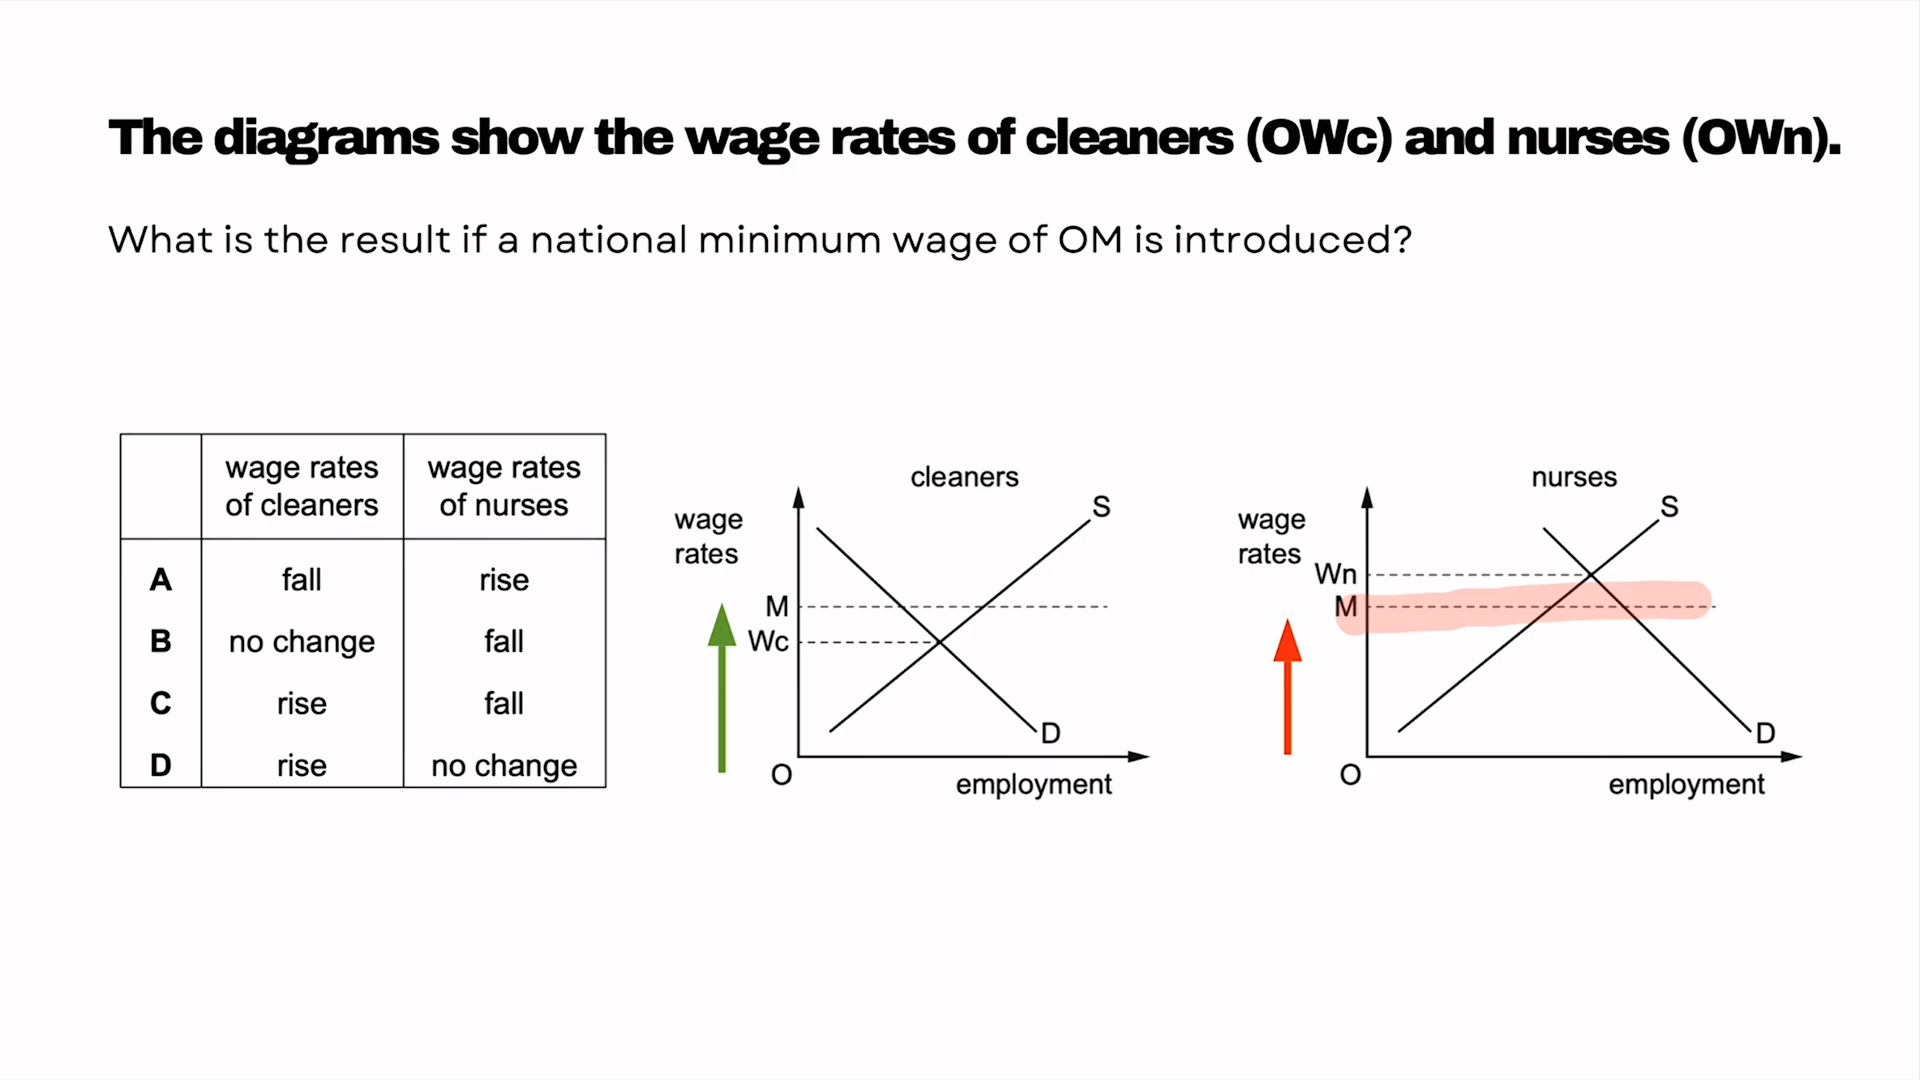 The diagrams show the wage rates of cleaners (OWc) and nurses (OWn).
What is the result if a national minimum wage of OM is introduced?
wage rates of cleaners
wage rates of nurses
A fall rise
B no change fall
C rise fall
D rise no change
cleaners
wage rates
S
M
Wc
D
O
employment
nurses
wage rates
S
Wn
M
D
O
employment